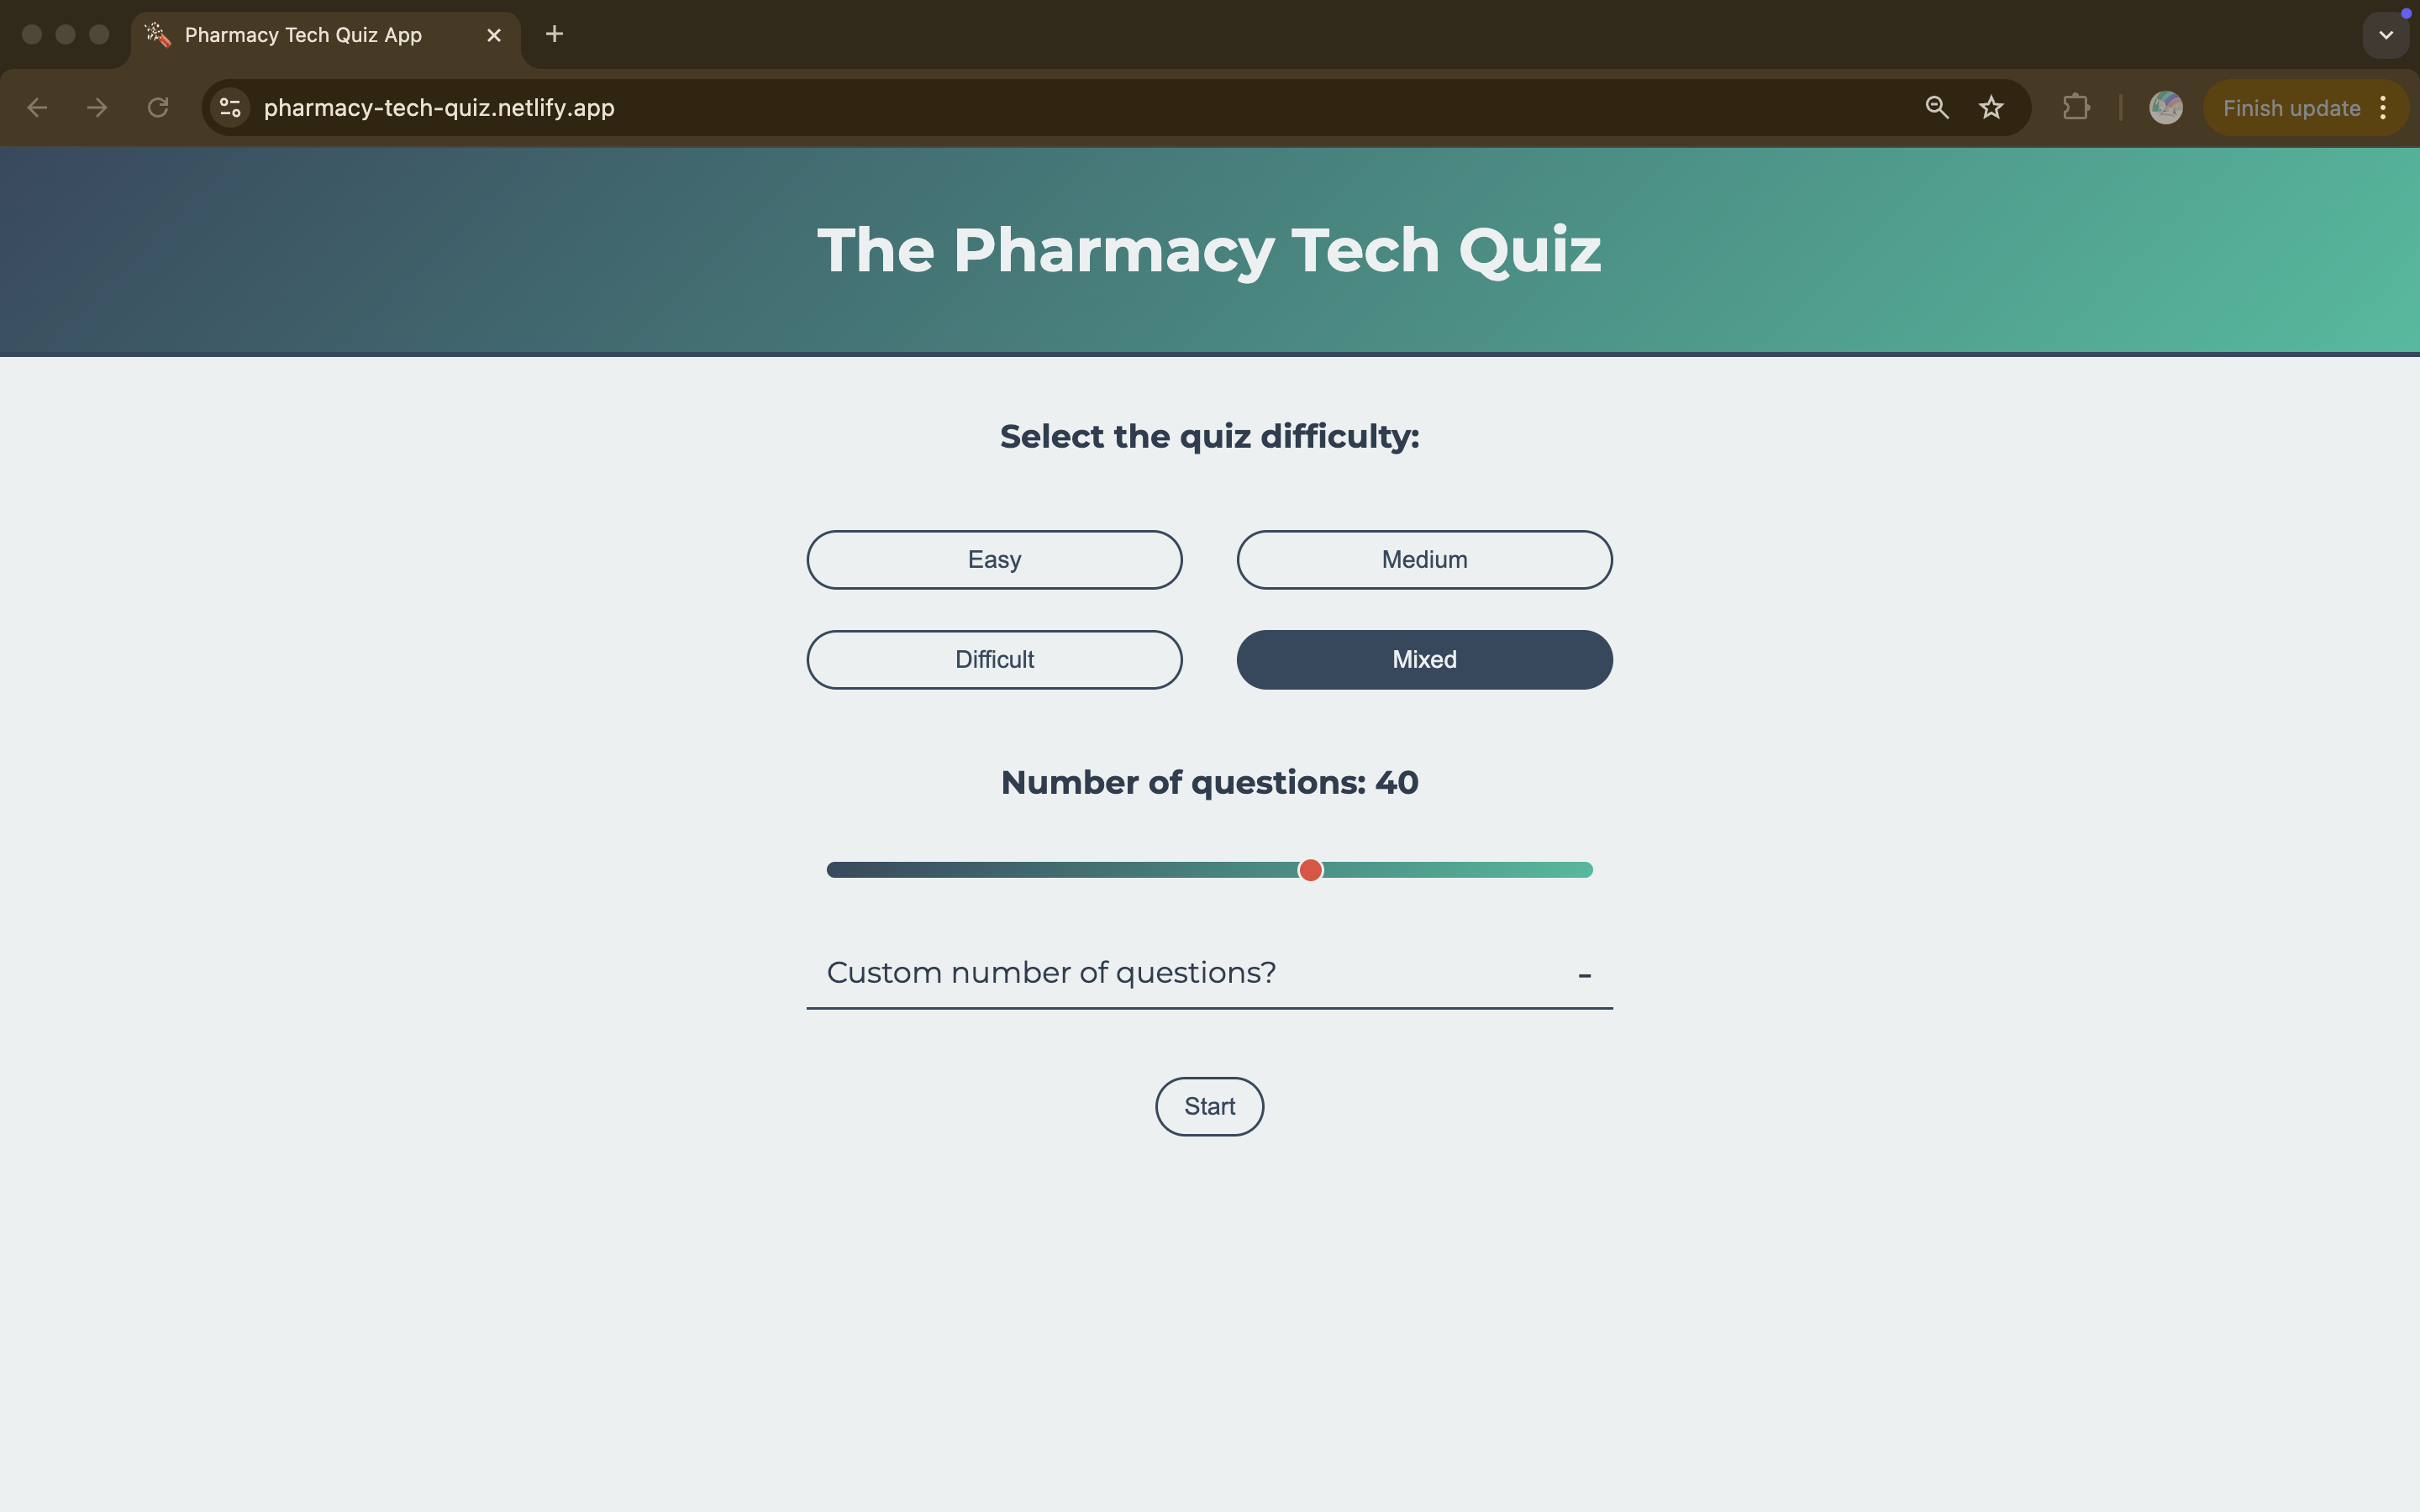 Pharmacy Tech Quiz App
pharmacy-tech-quiz.netlify.app
Finish update
The Pharmacy Tech Quiz
Select the quiz difficulty:
Easy
Medium
Difficult
Mixed
Number of questions: 40
Custom number of questions? -
Start